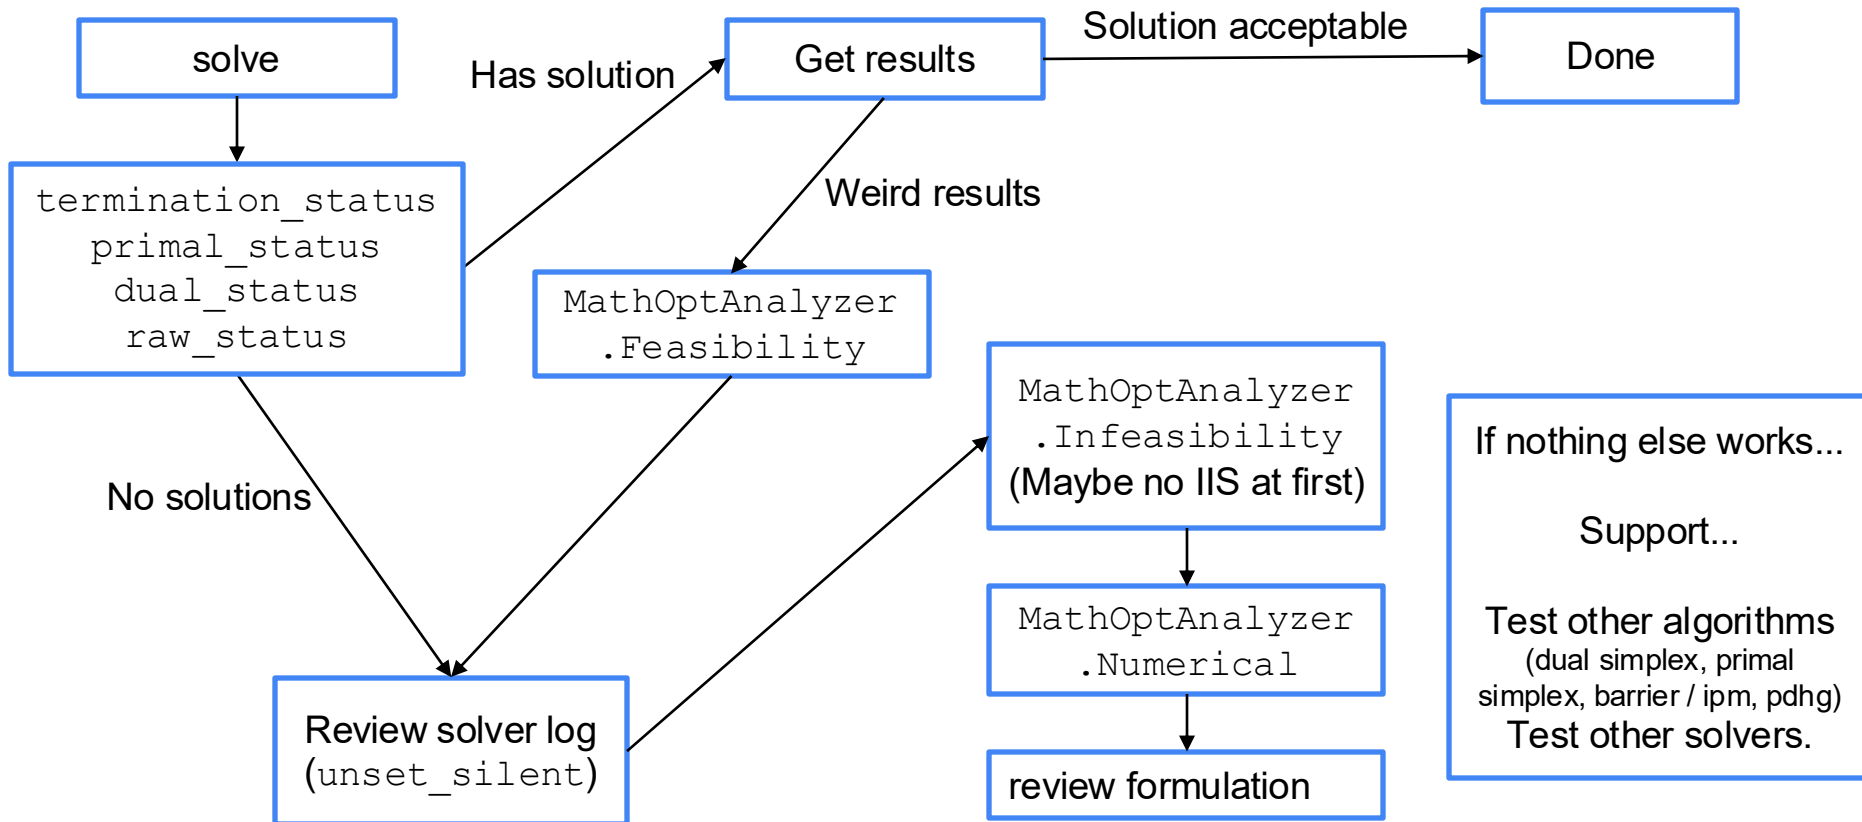 solve
Has solution
Get results
Solution acceptable
Done
termination_status
primal_status
dual_status
raw_status
Weird results
MathOptAnalyzer
.Feasibility
No solutions
Review solver log
(unset_silent)
MathOptAnalyzer
.Infeasibility
(Maybe no IIS at first)
MathOptAnalyzer
.Numerical
review formulation
If nothing else works...
Support...
Test other algorithms
(dual simplex, primal
simplex, barrier / ipm, pdhg)
Test other solvers.